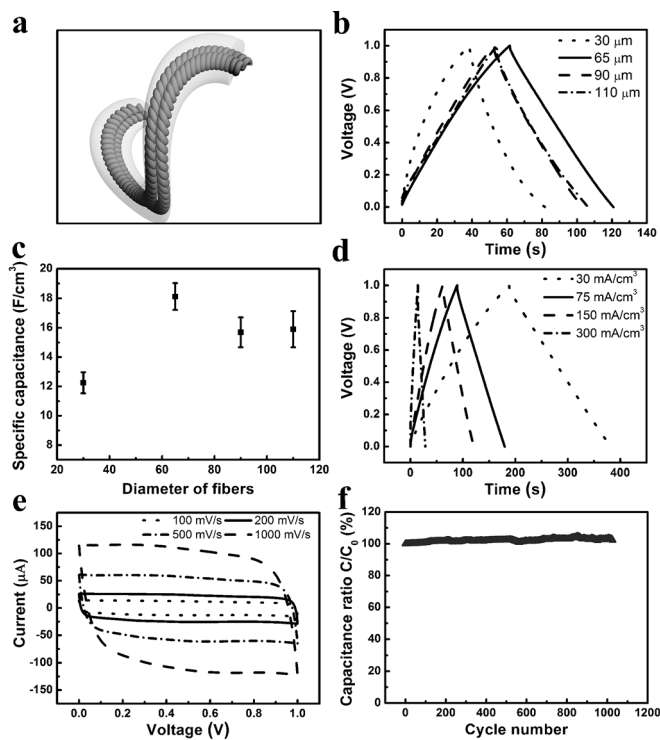 a
b
1.0
0.8
0.6
0.4
0.2
0.0
Voltage (V)
30 μm
65 μm
90 μm
110 μm
0 20 40 60 80 100 120 140
Time (s)
c
20
18
16
14
12
10
8
Specific capacitance (F/cm³)
20 40 60 80 100 120
Diameter of fibers
d
1.0
0.8
0.6
0.4
0.2
0.0
Voltage (V)
30 mA/cm³
75 mA/cm³
150 mA/cm³
300 mA/cm³
0 100 200 300 400
Time (s)
e
150
100
50
0
-50
-100
-150
Current (μA)
100 mV/s 200 mV/s
500 mV/s 1000 mV/s
0.0 0.2 0.4 0.6 0.8 1.0
Voltage (V)
f
120
100
80
60
40
20
0
Capacitance ratio C/C₀ (%)
0 200 400 600 800 1000 1200
Cycle number